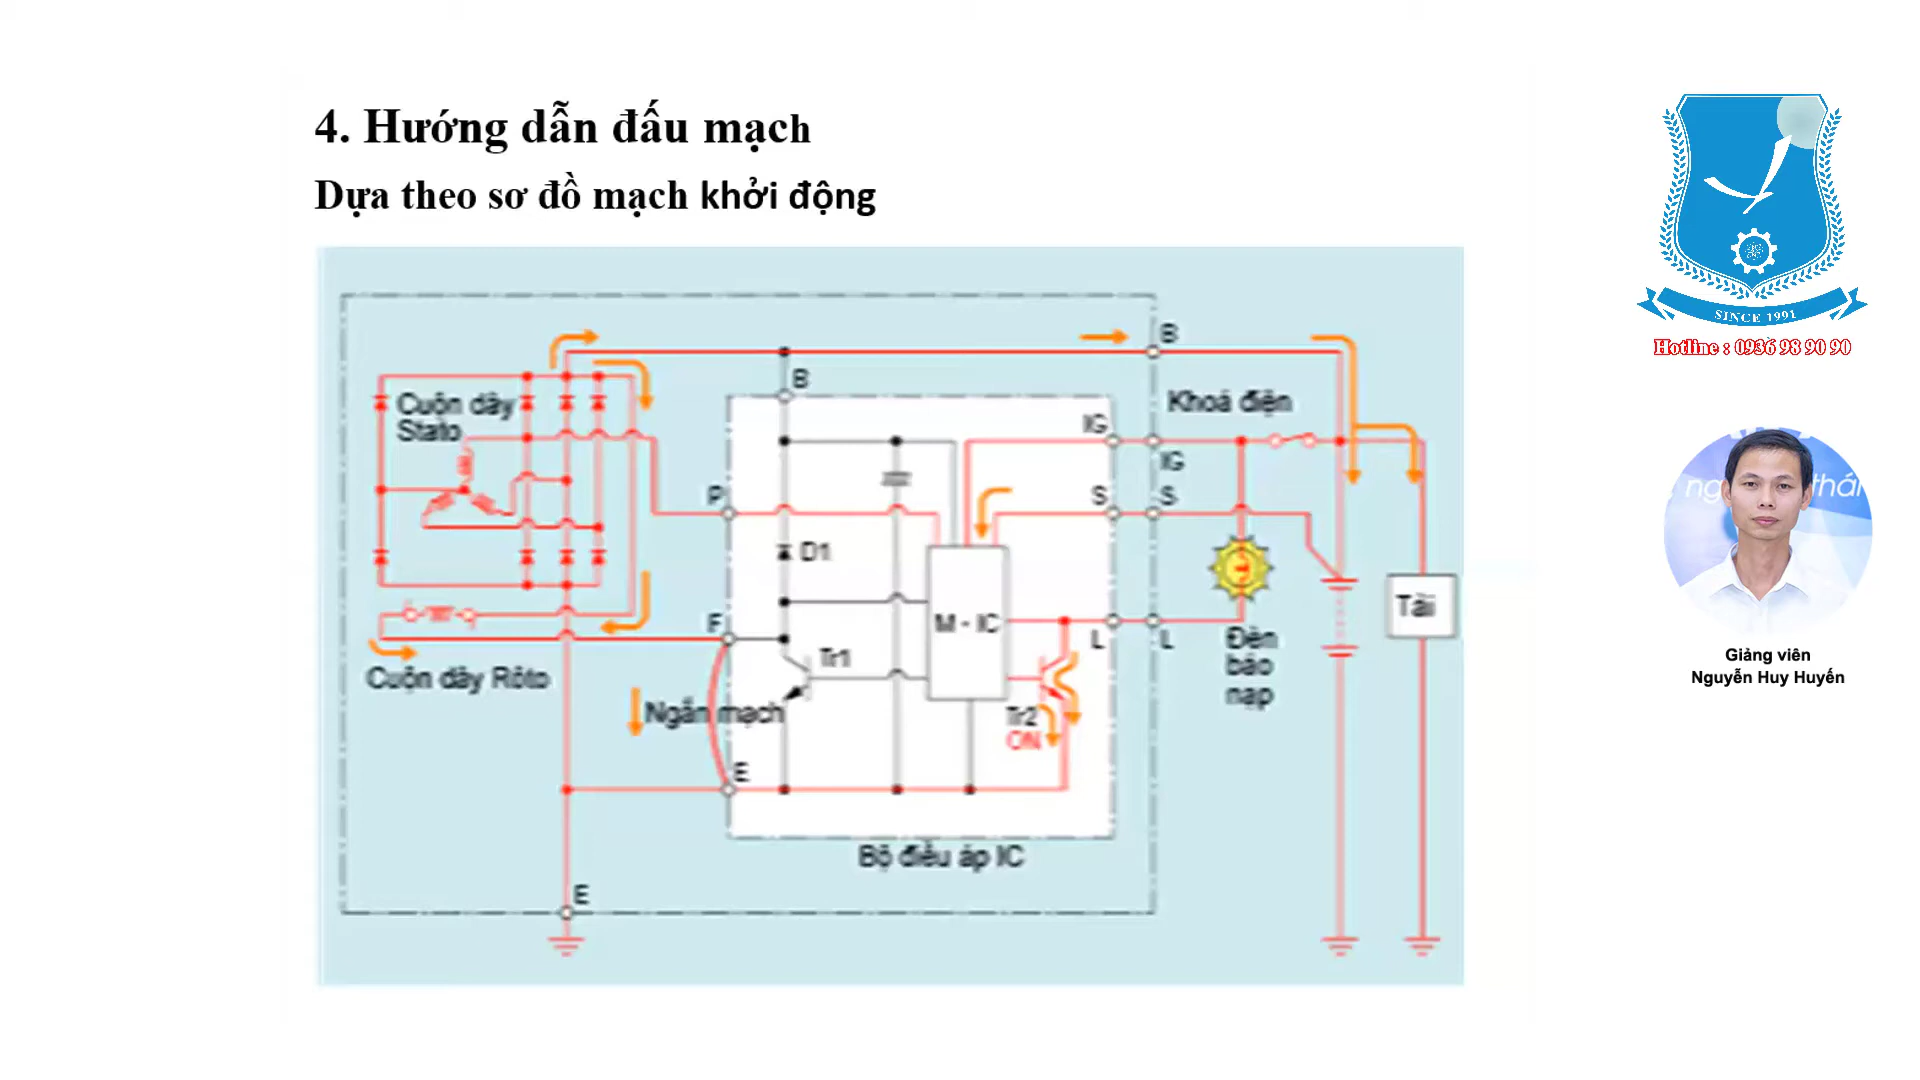 4. Hướng dẫn đấu mạch
Dựa theo sơ đồ mạch khởi động
SINCE 1991
Hotline : 0936 98 90 90
B
B
Khoá điện
Cuộn dây
Stato
IG
IG
P
S
S
D1
M - IC
Tải
F
L
L
Đèn
báo
nạp
Tr1
Cuộn dây Rôto
Ngắn mạch
Tr2
ON
E
Bộ điều áp IC
E
Giảng viên
Nguyễn Huy Huyến